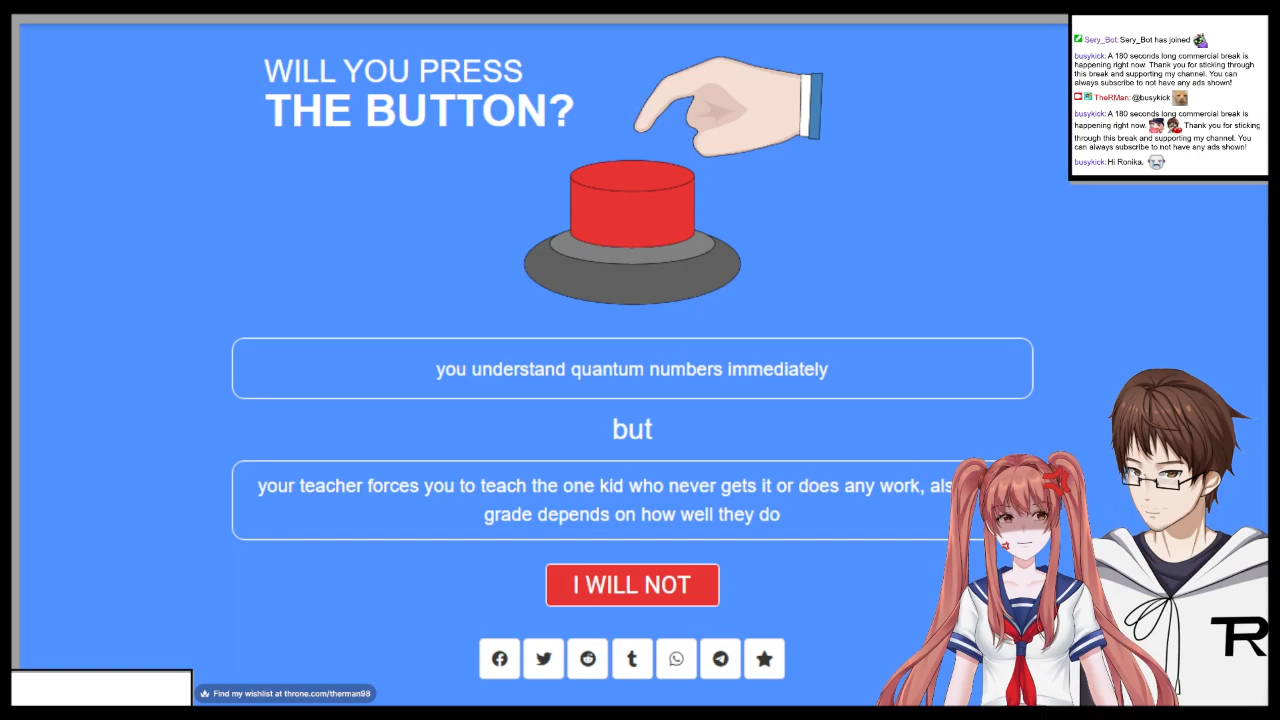 WILL YOU PRESS
THE BUTTON?
you understand quantum numbers immediately
but
your teacher forces you to teach the one kid who never gets it or does any work,
grade depends on how well they do
I WILL NOT
Sery_Bot: Sery_Bot has joined
busykick: A 180 seconds long commercial break is
happening right now. Thank you for sticking through
this break and supporting my channel. You can
always subscribe to not have any ads shown!
TheRMan: @busykick
busykick: A 180 seconds long commercial break is
happening right now. Thank you for sticking
through this break and supporting my channel. You
can always subscribe to not have any ads shown!
busykick: Hi Ronika.
Find my wishlist at throne.com/therman98